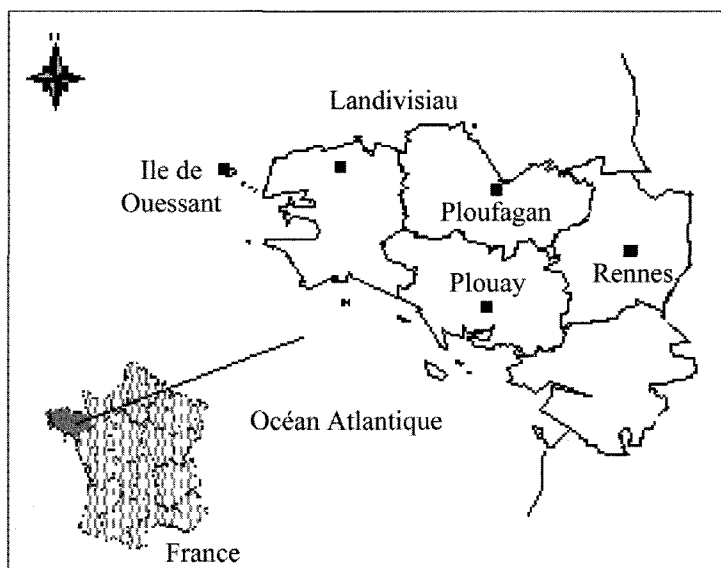 Landivisiau
Ile de
Ouessant
Ploufagan
Rennes
Plouay
Océan Atlantique
France